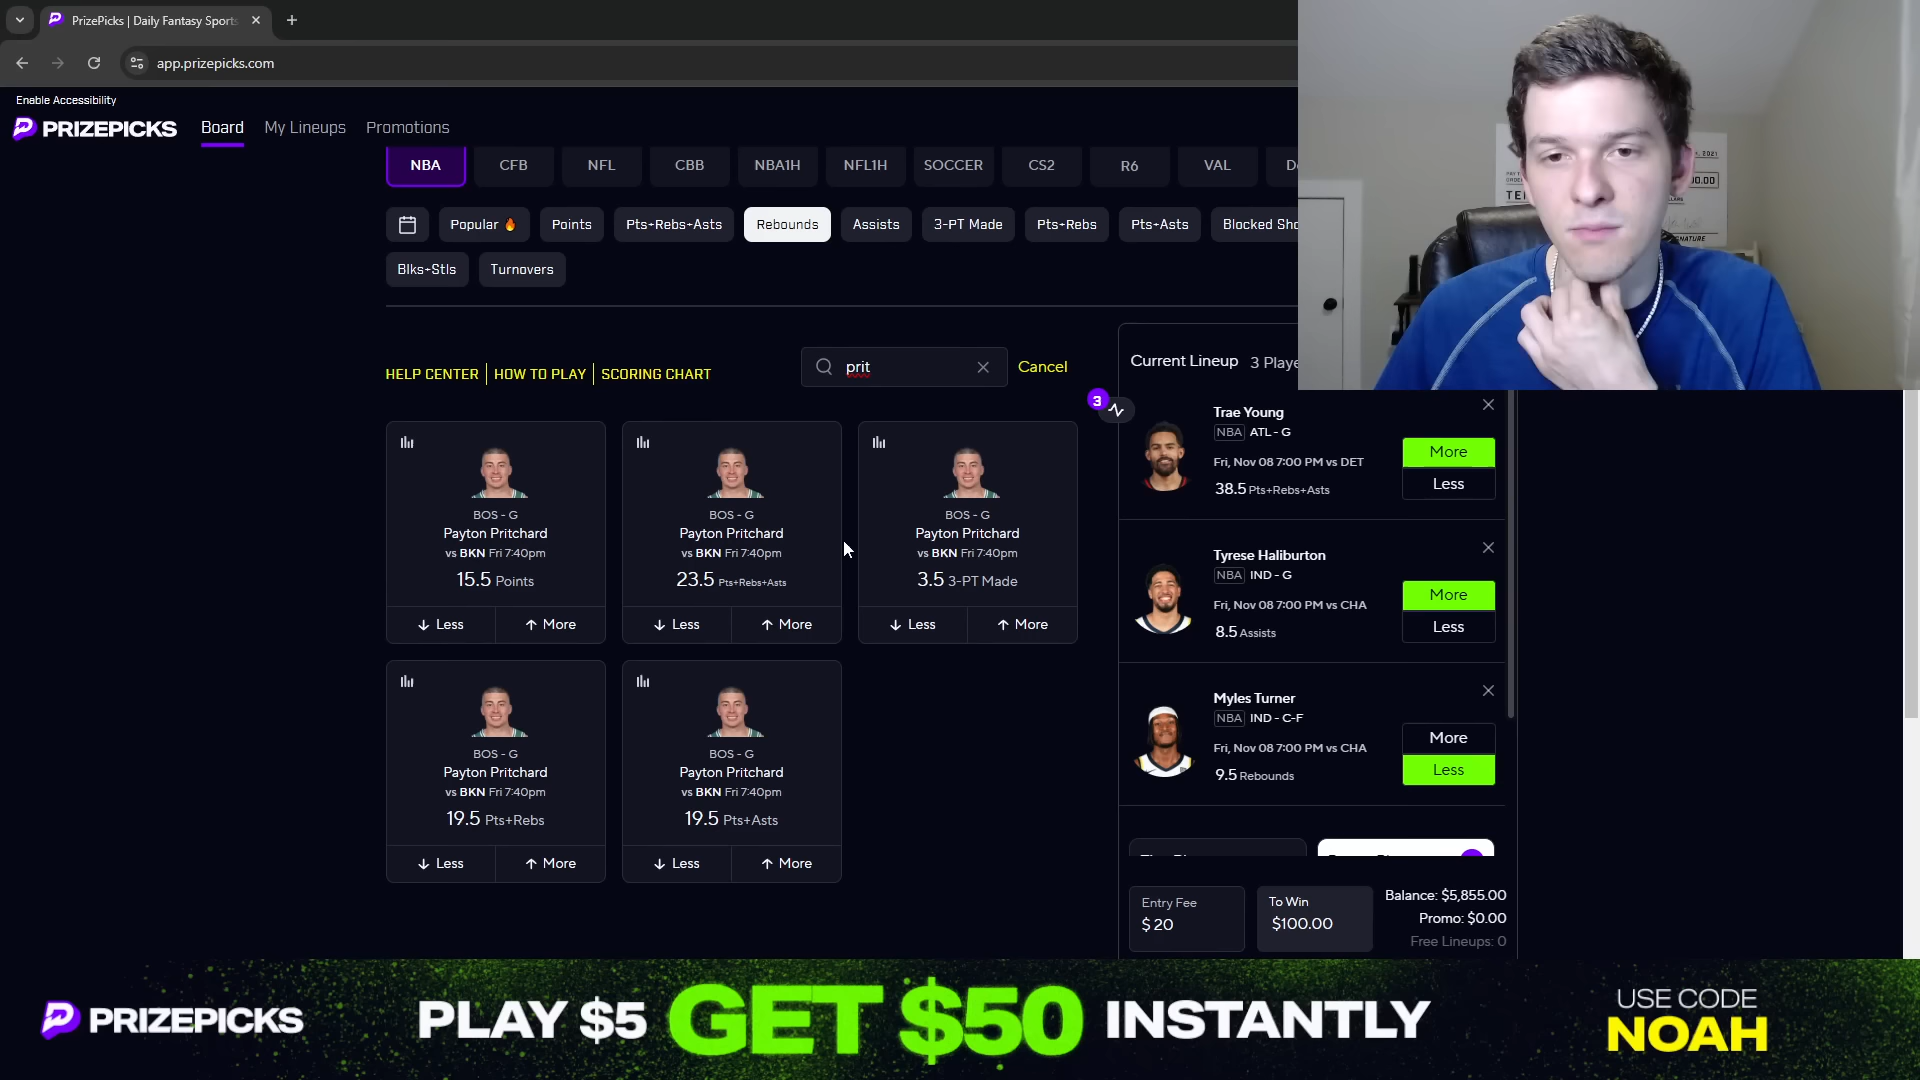 PrizePicks | Daily Fantasy Sports
app.prizepicks.com
Enable Accessibility
PRIZEPICKS
Board
My Lineups
Promotions
NBA
CFB
NFL
CBB
NBA1H
NFL1H
SOCCER
CS2
R6
VAL
Popular
Points
Pts+Rebs+Asts
Rebounds
Assists
3-PT Made
Pts+Rebs
Pts+Asts
Blocked Sho
Blks+Stls
Turnovers
HELP CENTER
HOW TO PLAY
SCORING CHART
prit
Cancel
BOS - G
Payton Pritchard
vs BKN Fri 7:40pm
15.5 Points
Less
More
BOS - G
Payton Pritchard
vs BKN Fri 7:40pm
23.5 Pts+Rebs+Asts
Less
More
BOS - G
Payton Pritchard
vs BKN Fri 7:40pm
3.5 3-PT Made
Less
More
BOS - G
Payton Pritchard
vs BKN Fri 7:40pm
19.5 Pts+Rebs
Less
More
BOS - G
Payton Pritchard
vs BKN Fri 7:40pm
19.5 Pts+Asts
Less
More
Current Lineup 3 Playe
3
Trae Young
NBA ATL - G
Fri, Nov 08 7:00 PM vs DET
38.5 Pts+Rebs+Asts
More
Less
Tyrese Haliburton
NBA IND - G
Fri, Nov 08 7:00 PM vs CHA
8.5 Assists
More
Less
Myles Turner
NBA IND - C-F
Fri, Nov 08 7:00 PM vs CHA
9.5 Rebounds
More
Less
Entry Fee
$ 20
To Win
$100.00
Balance: $5,855.00
Promo: $0.00
Free Lineups: 0
PRIZEPICKS
PLAY $5 GET $50 INSTANTLY
USE CODE
NOAH